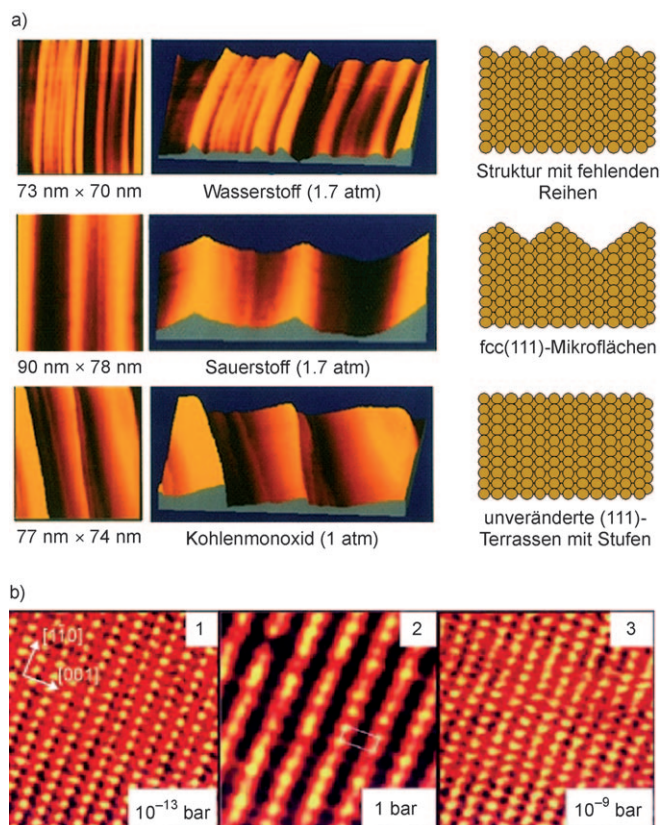 a)
73 nm × 70 nm
Wasserstoff (1.7 atm)
Struktur mit fehlenden
Reihen
90 nm × 78 nm
Sauerstoff (1.7 atm)
fcc(111)-Mikroflächen
77 nm × 74 nm
Kohlenmonoxid (1 atm)
unveränderte (111)-
Terrassen mit Stufen
b)
[11̄0]
[001]
1
10⁻¹³ bar
2
1 bar
3
10⁻⁹ bar